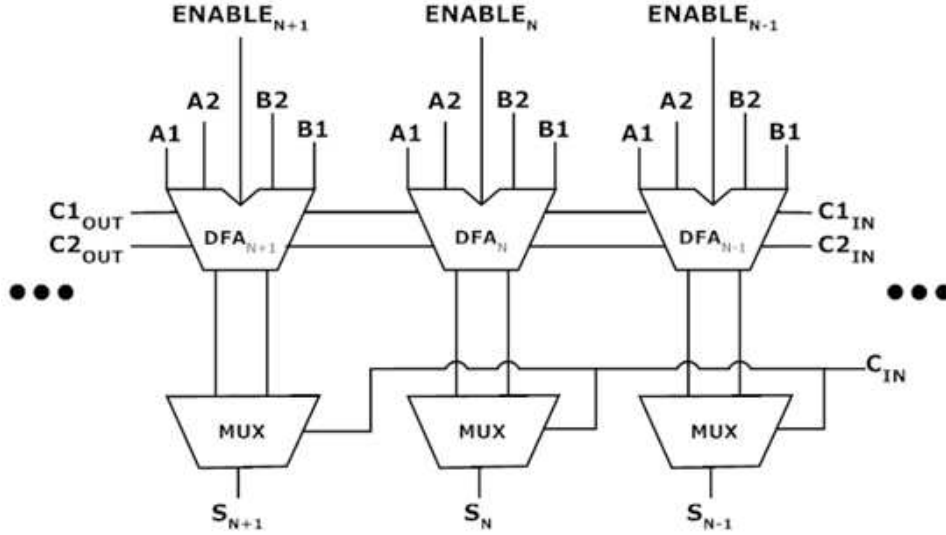 ENABLE N+1 ENABLE N ENABLE N-1
A1 A2 B2 B1 A1 A2 B2 B1 A1 A2 B2 B1
C1 OUT C1 IN
DFA N+1 DFA N DFA N-1
C2 OUT C2 IN
C IN
MUX MUX MUX
S N+1 S N S N-1